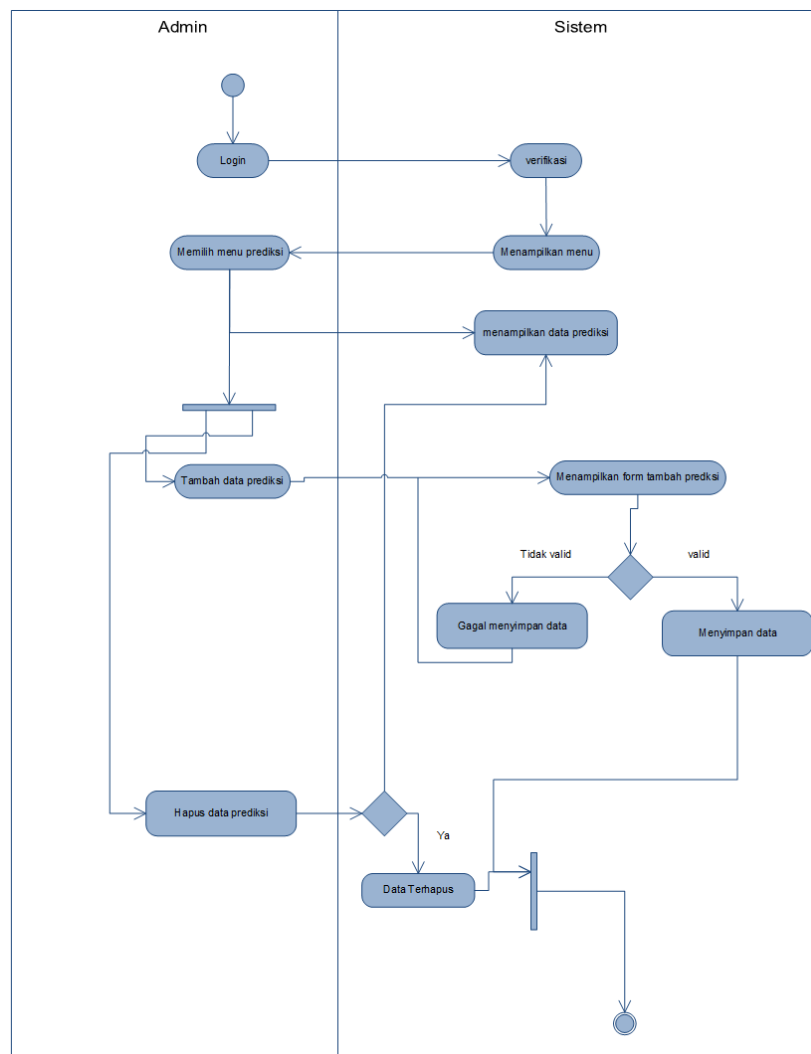 Admin
Sistem
Login
verifikasi
Memilih menu prediksi
Menampilkan menu
menampilkan data prediksi
Tambah data prediksi
Menampilkan form tambah prediksi
Tidak valid
valid
Gagal menyimpan data
Menyimpan data
Hapus data prediksi
Ya
Data Terhapus